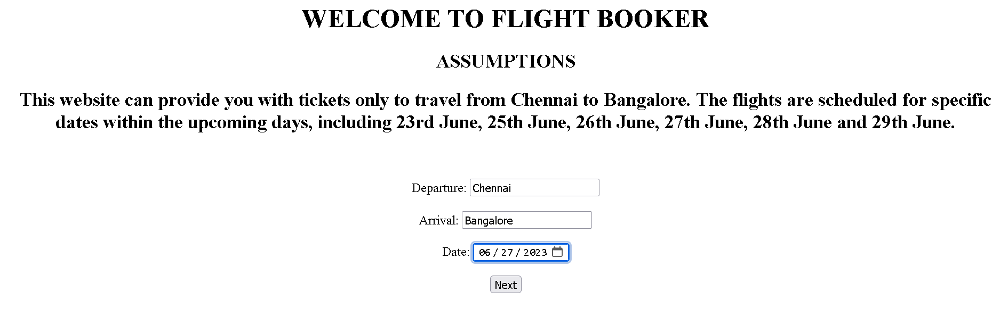 WELCOME TO FLIGHT BOOKER
ASSUMPTIONS
This website can provide you with tickets only to travel from Chennai to Bangalore. The flights are scheduled for specific
dates within the upcoming days, including 23rd June, 25th June, 26th June, 27th June, 28th June and 29th June.
Departure: Chennai
Arrival: Bangalore
Date: 06/27/2023
Next